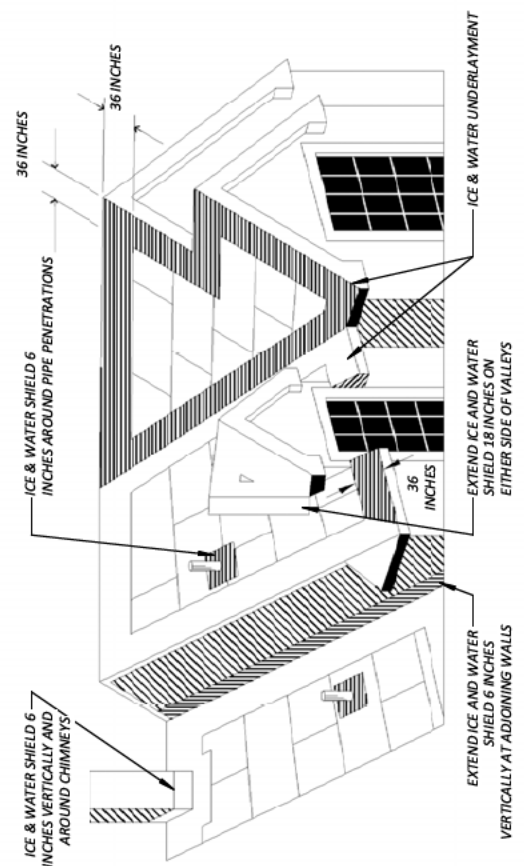 ICE & WATER SHIELD 6
INCHES VERTICALLY AND
AROUND CHIMNEYS
ICE & WATER SHIELD 6
INCHES AROUND PIPE PENETRATIONS
36 INCHES
36 INCHES
EXTEND ICE AND WATER
SHIELD 6 INCHES
VERTICALLY AT ADJOINING WALLS
36
INCHES
EXTEND ICE AND WATER
SHIELD 18 INCHES ON
EITHER SIDE OF VALLEYS
ICE & WATER UNDERLAYMENT